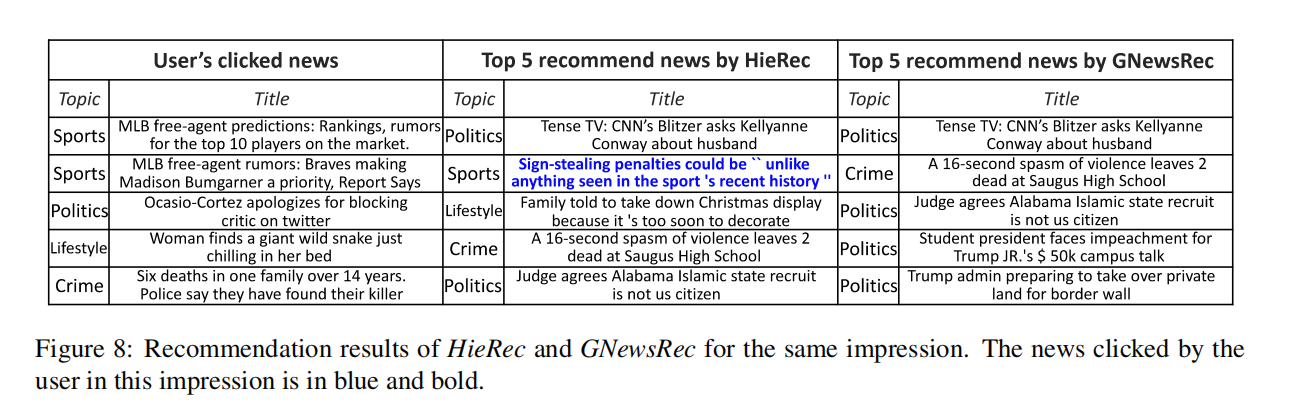 User's clicked news
Top 5 recommend news by HieRec
Top 5 recommend news by GNewsRec
Topic
Title
Topic
Title
Topic
Title
Sports
MLB free-agent predictions: Rankings, rumors
for the top 10 players on the market.
Politics
Tense TV: CNN's Blitzer asks Kellyanne
Conway about husband
Politics
Tense TV: CNN's Blitzer asks Kellyanne
Conway about husband
Sports
MLB free-agent rumors: Braves making
Madison Bumgarner a priority, Report Says
Sports
Sign-stealing penalties could be `` unlike
anything seen in the sport 's recent history ''
Crime
A 16-second spasm of violence leaves 2
dead at Saugus High School
Politics
Ocasio-Cortez apologizes for blocking
critic on twitter
Lifestyle
Family told to take down Christmas display
because it 's too soon to decorate
Politics
Judge agrees Alabama Islamic state recruit
is not us citizen
Lifestyle
Woman finds a giant wild snake just
chilling in her bed
Crime
A 16-second spasm of violence leaves 2
dead at Saugus High School
Politics
Student president faces impeachment for
Trump JR.'s $ 50k campus talk
Crime
Six deaths in one family over 14 years.
Police say they have found their killer
Politics
Judge agrees Alabama Islamic state recruit
is not us citizen
Politics
Trump admin preparing to take over private
land for border wall
Figure 8: Recommendation results of HieRec and GNewsRec for the same impression. The news clicked by the
user in this impression is in blue and bold.